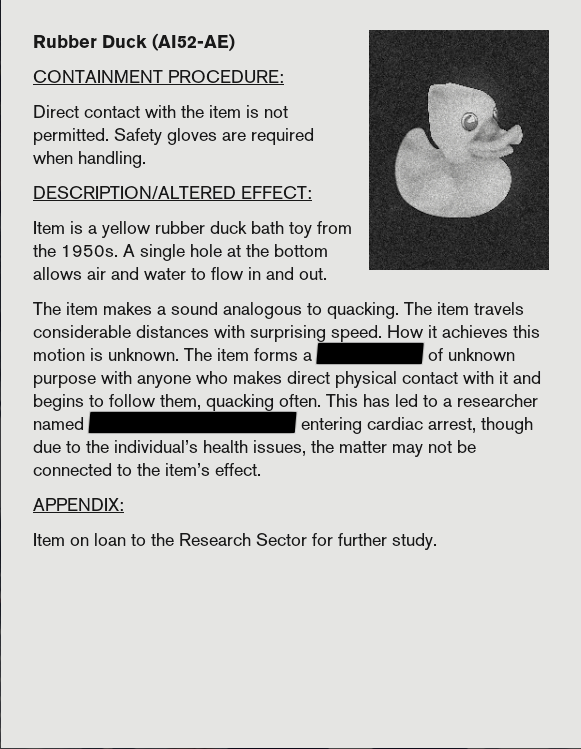 Rubber Duck (AI52-AE)
CONTAINMENT PROCEDURE:
Direct contact with the item is not
permitted. Safety gloves are required
when handling.
DESCRIPTION/ALTERED EFFECT:
Item is a yellow rubber duck bath toy from
the 1950s. A single hole at the bottom
allows air and water to flow in and out.
The item makes a sound analogous to quacking. The item travels
considerable distances with surprising speed. How it achieves this
motion is unknown. The item forms a of unknown
purpose with anyone who makes direct physical contact with it and
begins to follow them, quacking often. This has led to a researcher
named entering cardiac arrest, though
due to the individual's health issues, the matter may not be
connected to the item's effect.
APPENDIX:
Item on loan to the Research Sector for further study.